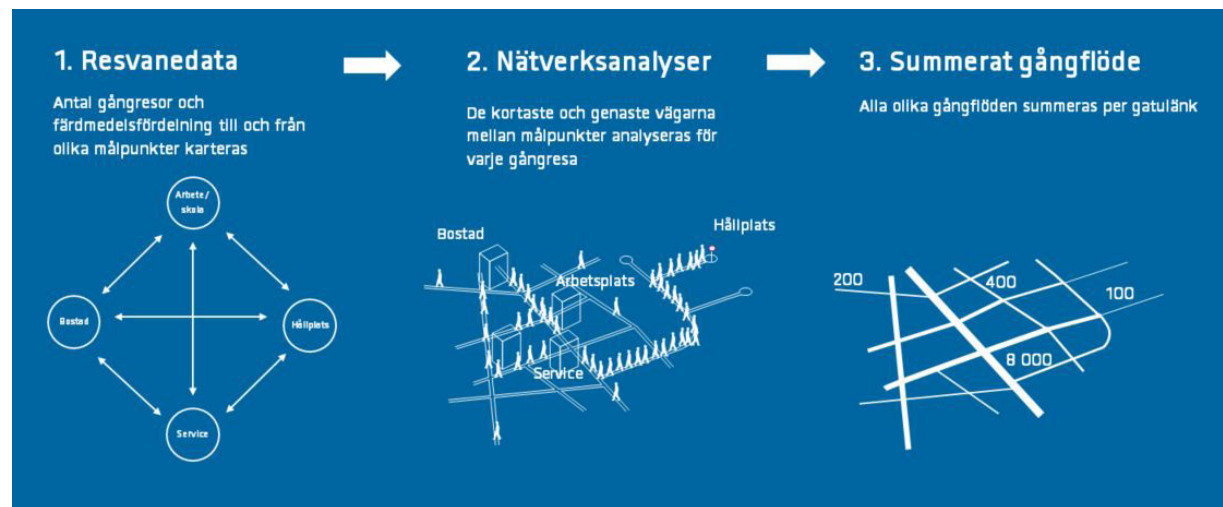 1. Resvanedata
Antal gångresor och
färdmedelsfördelning till och från
olika målpunkter karteras
Arbete/
skola
Bostad
Hållplats
Service
2. Nätverksanalyser
De kortaste och genaste vägarna
mellan målpunkter analyseras för
varje gångresa
Bostad
Hållplats
Arbetsplats
Service
3. Summerat gångflöde
Alla olika gångflöden summeras per gatulänk
200
400
100
8 000